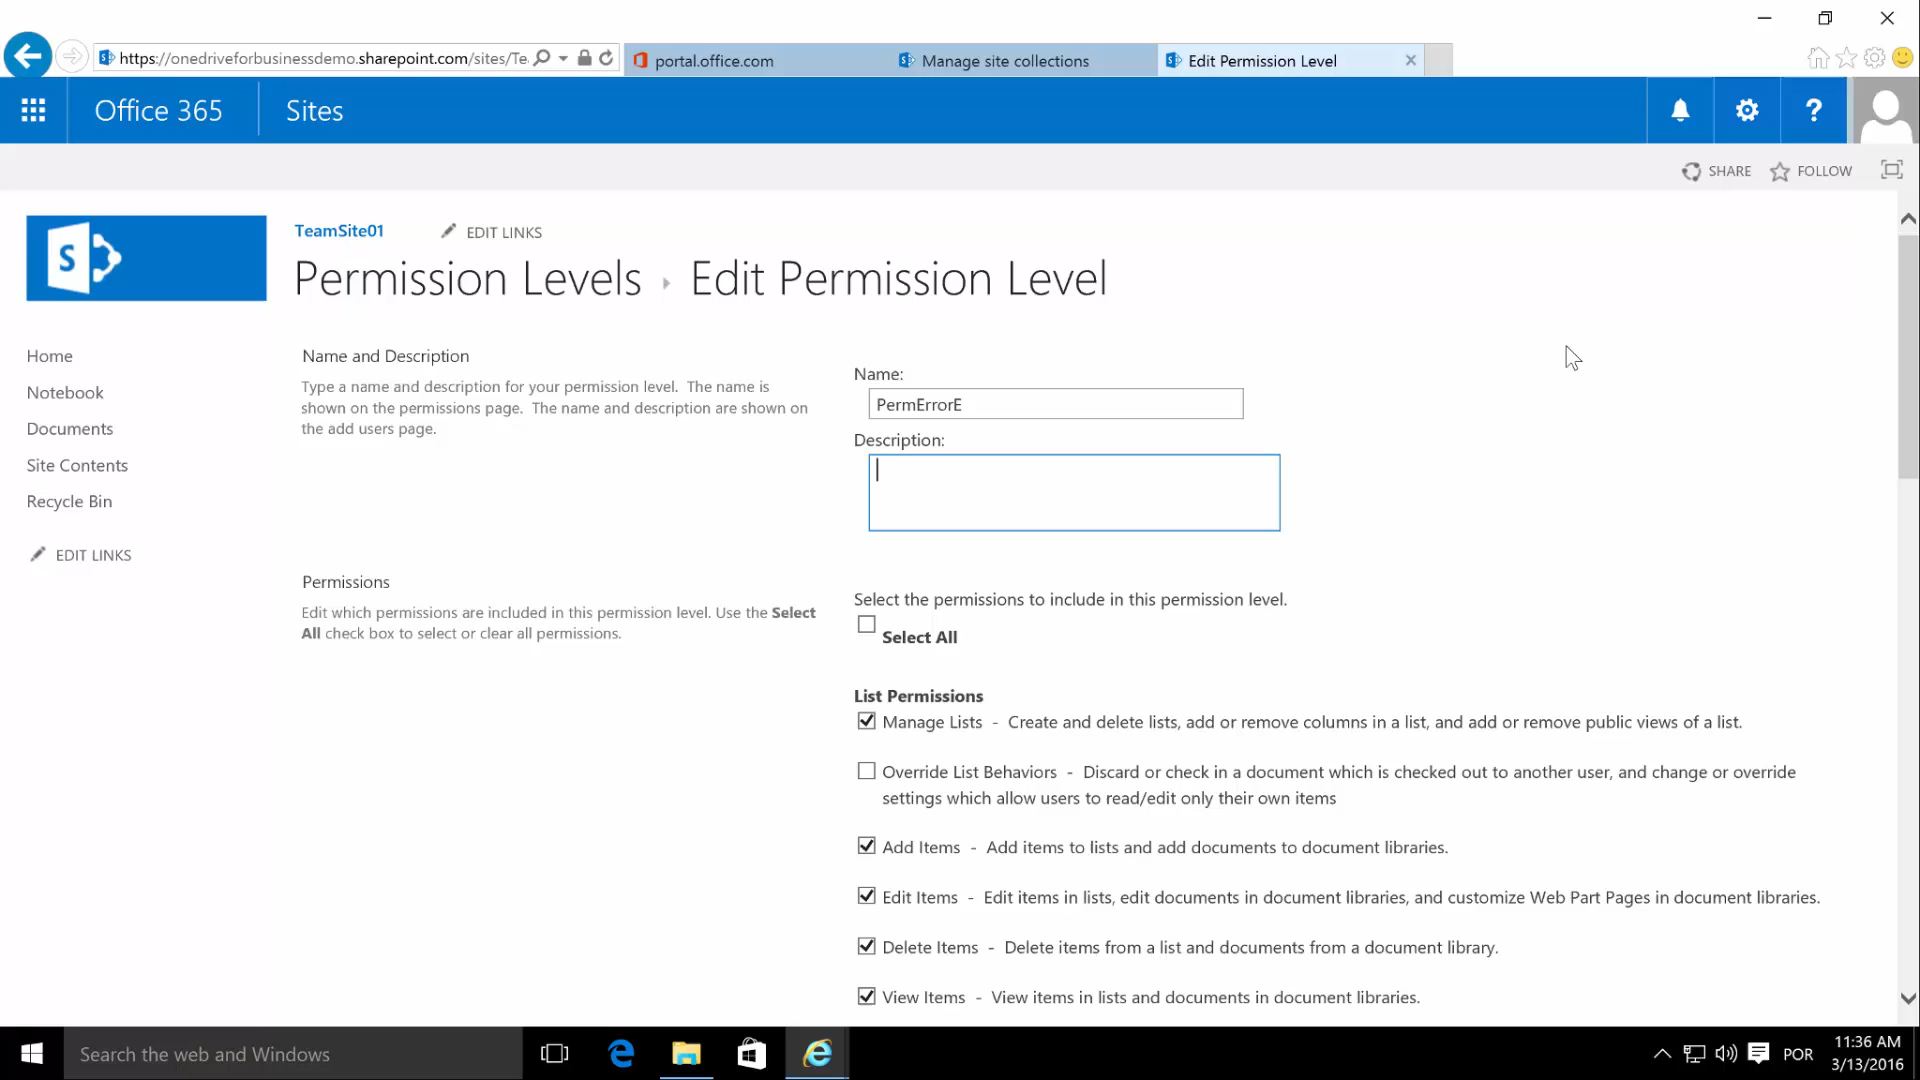 https://onedriveforbusinessdemo.sharepoint.com/sites/Te
portal.office.com
Manage site collections
Edit Permission Level
Office 365
Sites
?
SHARE
FOLLOW
S
TeamSite01
EDIT LINKS
Permission Levels ▸ Edit Permission Level
Home
Notebook
Documents
Site Contents
Recycle Bin
EDIT LINKS
Name and Description
Type a name and description for your permission level. The name is
shown on the permissions page. The name and description are shown on
the add users page.
Name:
PermErrorE
Description:
Permissions
Edit which permissions are included in this permission level. Use the Select
All check box to select or clear all permissions.
Select the permissions to include in this permission level.
Select All
List Permissions
Manage Lists - Create and delete lists, add or remove columns in a list, and add or remove public views of a list.
Override List Behaviors - Discard or check in a document which is checked out to another user, and change or override
settings which allow users to read/edit only their own items
Add Items - Add items to lists and add documents to document libraries.
Edit Items - Edit items in lists, edit documents in document libraries, and customize Web Part Pages in document libraries.
Delete Items - Delete items from a list and documents from a document library.
View Items - View items in lists and documents in document libraries.
Search the web and Windows
POR
11:36 AM
3/13/2016